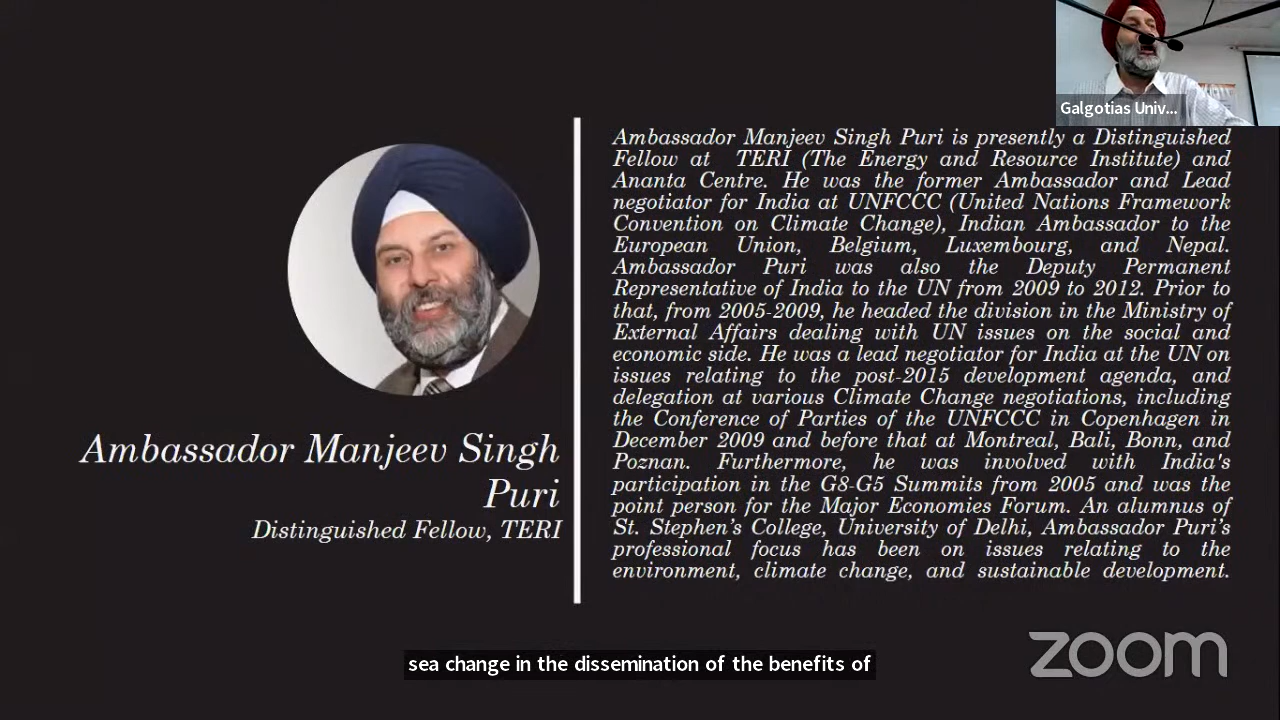 Galgotias Univ...
Ambassador Manjeev Singh Puri is presently a Distinguished
Fellow at TERI (The Energy and Resource Institute) and
Ananta Centre. He was the former Ambassador and Lead
negotiator for India at UNFCCC (United Nations Framework
Convention on Climate Change), Indian Ambassador to the
European Union, Belgium, Luxembourg, and Nepal.
Ambassador Puri was also the Deputy Permanent
Representative of India to the UN from 2009 to 2012. Prior to
that, from 2005-2009, he headed the division in the Ministry of
External Affairs dealing with UN issues on the social and
economic side. He was a lead negotiator for India at the UN on
issues relating to the post-2015 development agenda, and
delegation at various Climate Change negotiations, including
the Conference of Parties of the UNFCCC in Copenhagen in
December 2009 and before that at Montreal, Bali, Bonn, and
Poznan. Furthermore, he was involved with India's
participation in the G8-G5 Summits from 2005 and was the
point person for the Major Economies Forum. An alumnus of
St. Stephen’s College, University of Delhi, Ambassador Puri’s
professional focus has been on issues relating to the
environment, climate change, and sustainable development.
Ambassador Manjeev Singh
Puri
Distinguished Fellow, TERI
sea change in the dissemination of the benefits of
zoom